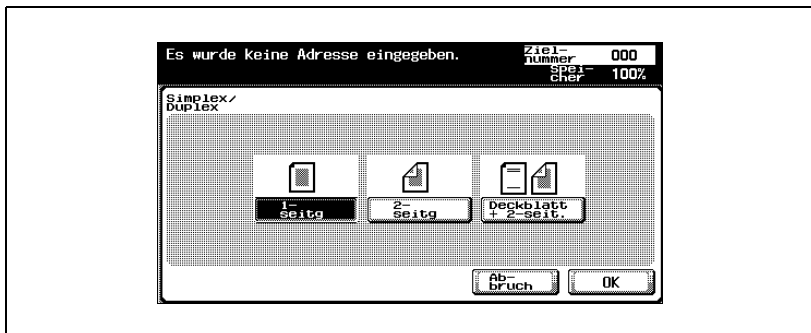 Es wurde keine Adresse eingegeben.
Ziel-
nummer 000
Spei-
cher 100%
Simplex/
Duplex
1-
seitg
2-
seitg
Deckblatt
+ 2-seit.
Ab-
bruch
OK